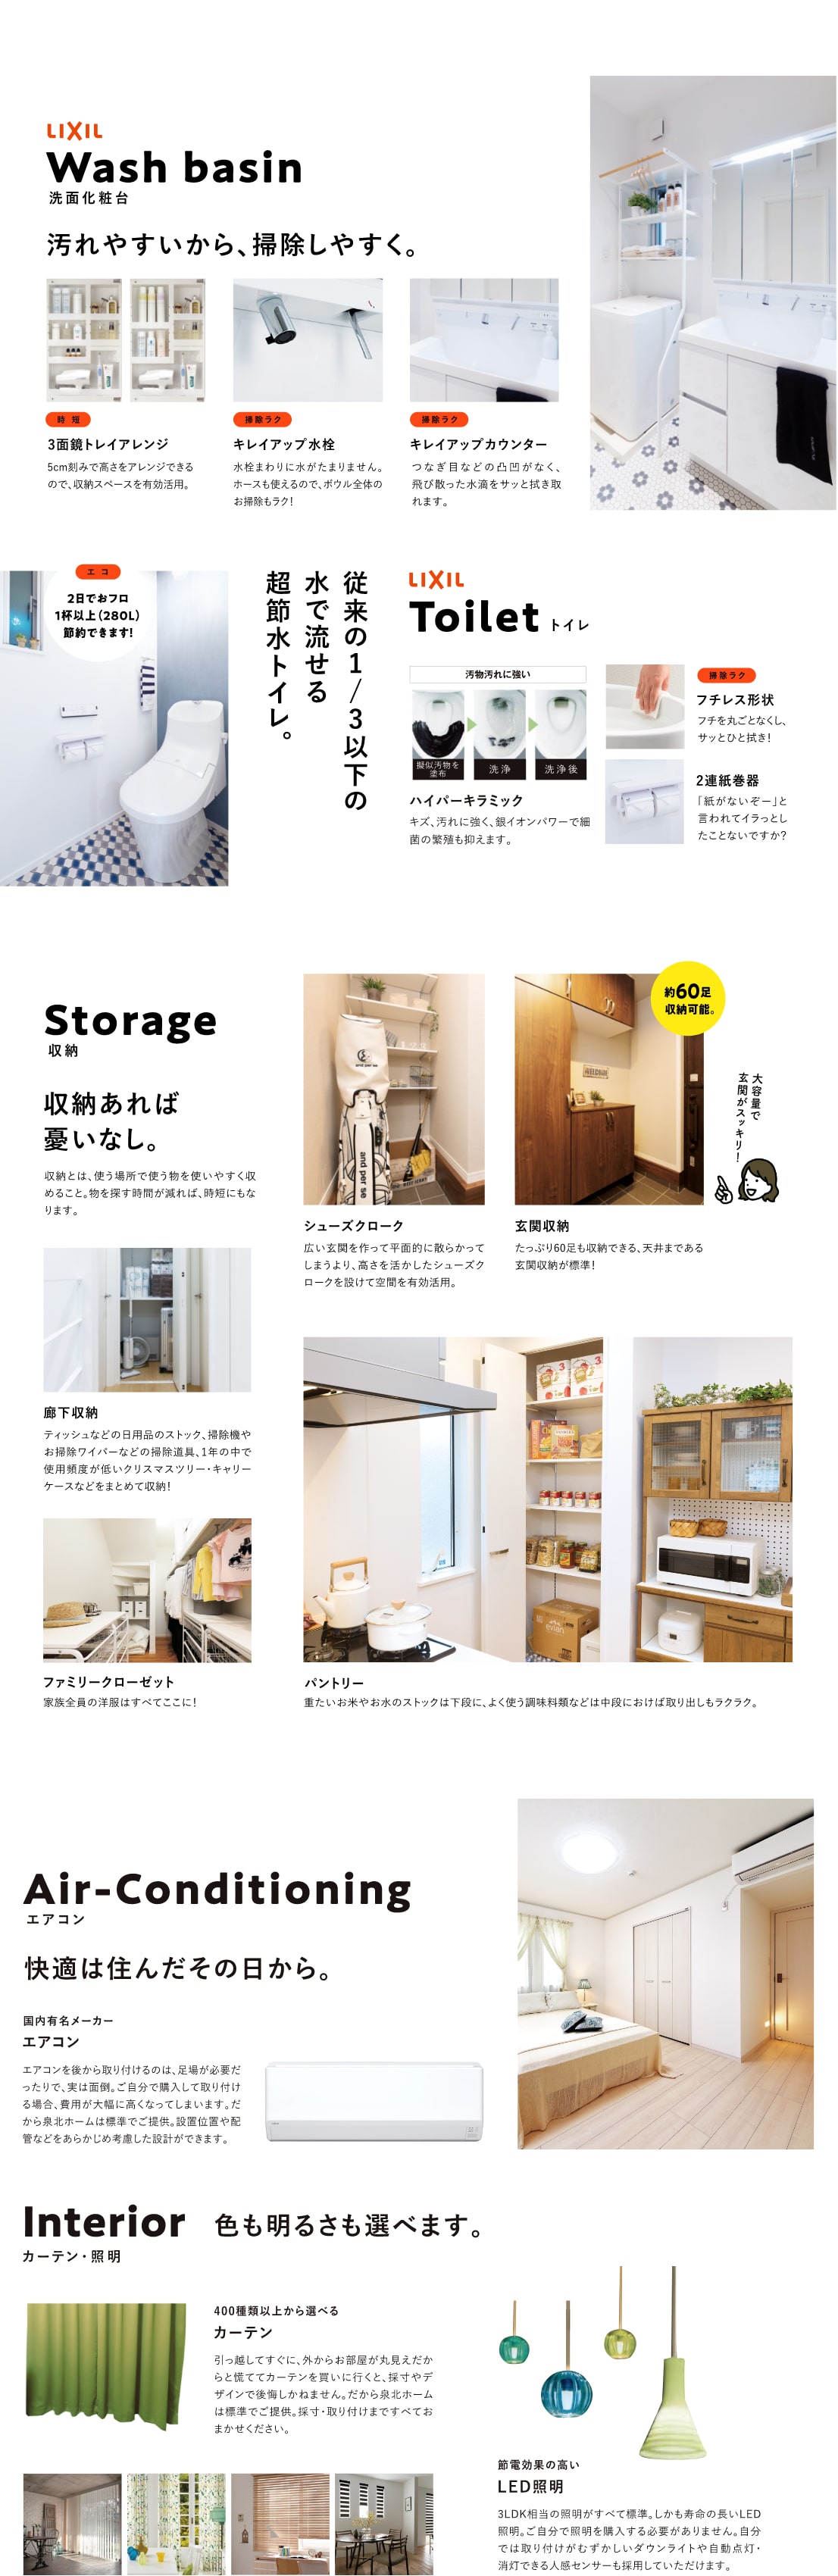 LIXIL
Wash basin
洗面化粧台
汚れやすいから、掃除しやすく。
時短
3面鏡トレイアレンジ
5cm刻みで高さをアレンジできる
ので、収納スペースを有効活用。
掃除ラク
キレイアップ水栓
水栓まわりに水がたまりません。
ホースも使えるので、ボウル全体の
お掃除もラク!
掃除ラク
キレイアップカウンター
つなぎ目などの凸凹がなく、
飛び散った水滴をサッと拭き取
れます。
エコ
2日でおフロ
1杯以上(280L)
節約できます!
従来の1/3以下の
水で流せる
超節水トイレ。
LIXIL
Toilet トイレ
汚物汚れに強い
擬似汚物を
塗布
洗浄
洗浄後
ハイパーキラミック
キズ、汚れに強く、銀イオンパワーで細
菌の繁殖も抑えます。
掃除ラク
フチレス形状
フチを丸ごとなくし、
サッとひと拭き!
2連紙巻器
「紙がないぞー」と
言われてイラっとし
たことないですか?
Storage
収納
収納あれば
憂いなし。
収納とは、使う場所で使う物を使いやすく収
めること。物を探す時間が減れば、時短にもな
ります。
and per se
and per se
シューズクローク
広い玄関を作って平面的に散らかって
しまうより、高さを活かしたシューズク
ロークを設けて空間を有効活用。
WELCOME
約60足
収納可能。
大容量で
玄関がスッキリ!
玄関収納
たっぷり60足も収納できる、天井まである
玄関収納が標準!
廊下収納
ティッシュなどの日用品のストック、掃除機や
お掃除ワイパーなどの掃除道具、1年の中で
使用頻度が低いクリスマスツリー・キャリー
ケースなどをまとめて収納!
ファミリークローゼット
家族全員の洋服はすべてここに!
3
3
evian
パントリー
重たいお米やお水のストックは下段に、よく使う調味料類などは中段におけば取り出しもラクラク。
Air-Conditioning
エアコン
快適は住んだその日から。
国内有名メーカー
エアコン
エアコンを後から取り付けるのは、足場が必要だ
ったりで、実は面倒。ご自分で購入して取り付け
る場合、費用が大幅に高くなってしまいます。だ
から泉北ホームは標準でご提供。設置位置や配
管などをあらかじめ考慮した設計ができます。
Interior 色も明るさも選べます。
カーテン・照明
400種類以上から選べる
カーテン
引っ越してすぐに、外からお部屋が丸見えだか
らと慌ててカーテンを買いに行くと、採寸やデ
ザインで後悔しかねません。だから泉北ホーム
は標準でご提供。採寸・取り付けまですべてお
まかせください。
節電効果の高い
LED照明
3LDK相当の照明がすべて標準。しかも寿命の長いLED
照明。ご自分で照明を購入する必要がありません。自分
では取り付けがむずかしいダウンライトや自動点灯・
消灯できる人感センサーも採用していただけます。